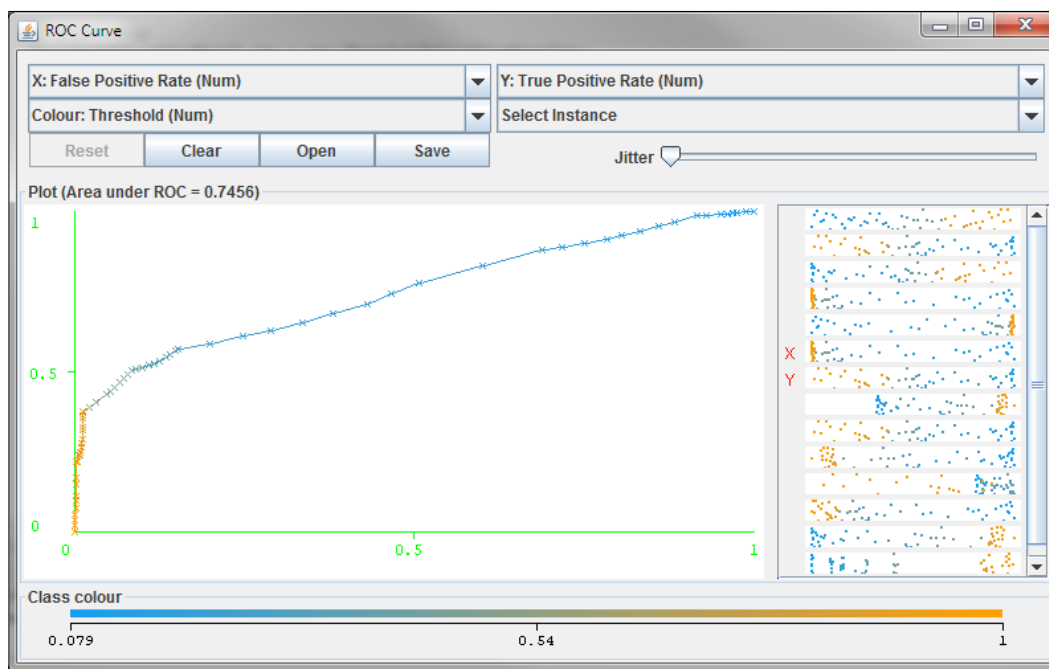 ROC Curve
X: False Positive Rate (Num)
Y: True Positive Rate (Num)
Colour: Threshold (Num)
Select Instance
Reset
Clear
Open
Save
Jitter
Plot (Area under ROC = 0.7456)
1
0.5
0
0
0.5
1
X
Y
Class colour
0.079
0.54
1